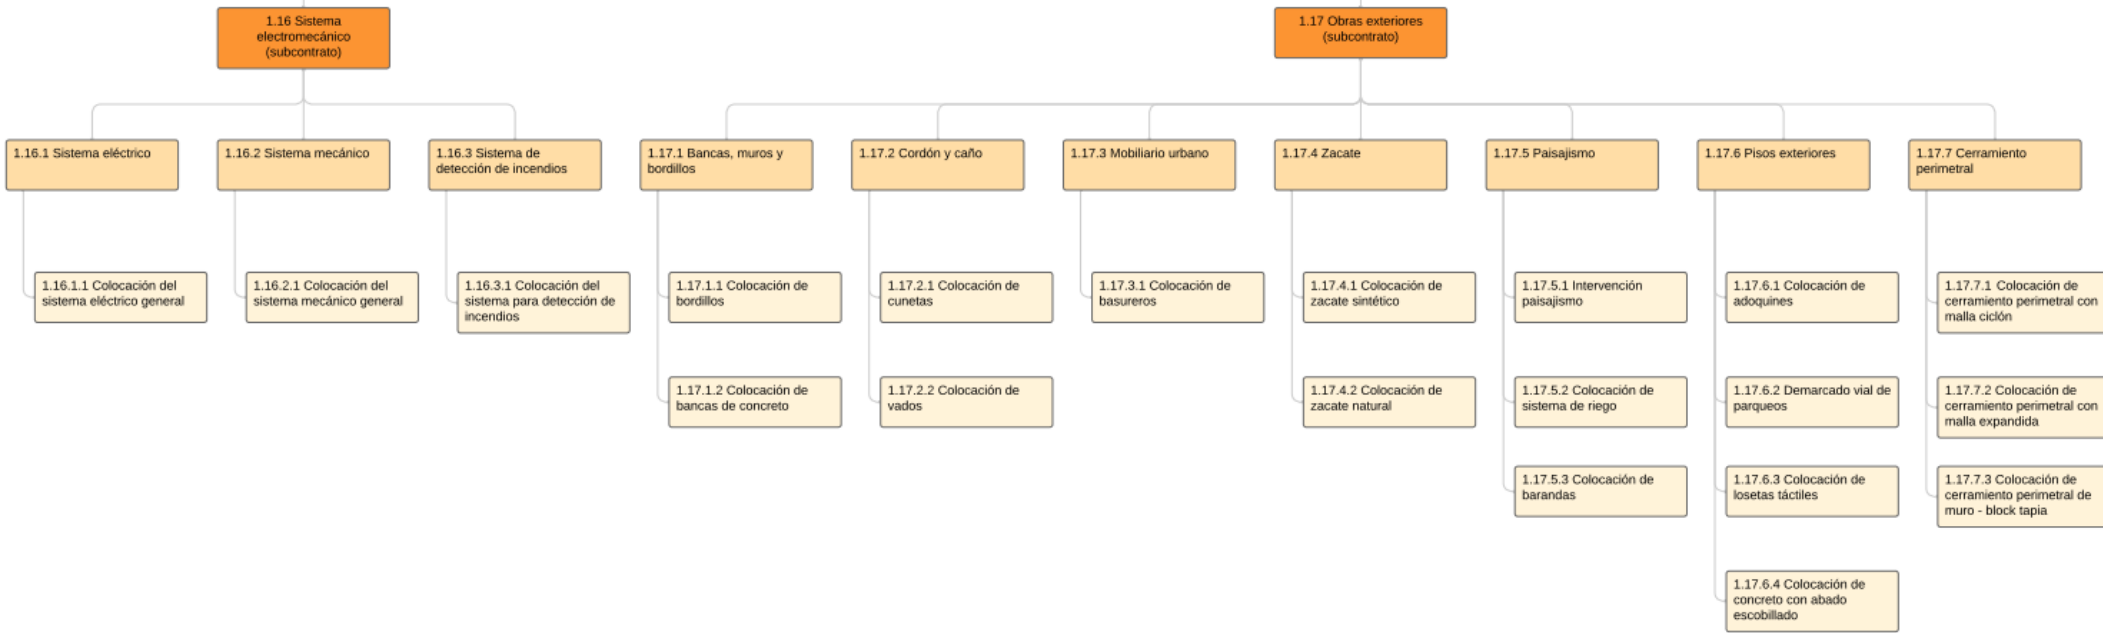 1.16 Sistema
electromecánico
(subcontrato)
1.17 Obras exteriores
(subcontrato)
1.16.1 Sistema eléctrico
1.16.2 Sistema mecánico
1.16.3 Sistema de
detección de incendios
1.17.1 Bancas, muros y
bordillos
1.17.2 Cordón y caño
1.17.3 Mobiliario urbano
1.17.4 Zacate
1.17.5 Paisajismo
1.17.6 Pisos exteriores
1.17.7 Cerramiento
perimetral
1.16.1.1 Colocación del
sistema eléctrico general
1.16.2.1 Colocación del
sistema mecánico general
1.16.3.1 Colocación del
sistema para detección de
incendios
1.17.1.1 Colocación de
bordillos
1.17.2.1 Colocación de
cunetas
1.17.3.1 Colocación de
basureros
1.17.4.1 Colocación de
zacate sintético
1.17.5.1 Intervención
paisajismo
1.17.6.1 Colocación de
adoquines
1.17.7.1 Colocación de
cerramiento perimetral con
malla ciclón
1.17.1.2 Colocación de
bancas de concreto
1.17.2.2 Colocación de
vados
1.17.4.2 Colocación de
zacate natural
1.17.5.2 Colocación de
sistema de riego
1.17.6.2 Demarcado vial de
parqueos
1.17.7.2 Colocación de
cerramiento perimetral con
malla expandida
1.17.5.3 Colocación de
barandas
1.17.6.3 Colocación de
losetas táctiles
1.17.7.3 Colocación de
cerramiento perimetral de
muro - block tapia
1.17.6.4 Colocación de
concreto con abado
escobillado